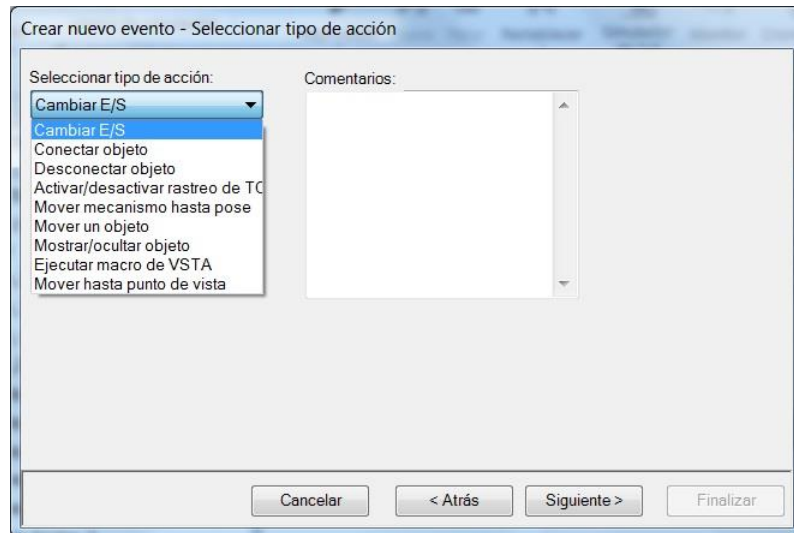 Crear nuevo evento - Seleccionar tipo de acción
Seleccionar tipo de acción:
Comentarios:
Cambiar E/S
Cambiar E/S
Conectar objeto
Desconectar objeto
Activar/desactivar rastreo de TC
Mover mecanismo hasta pose
Mover un objeto
Mostrar/ocultar objeto
Ejecutar macro de VSTA
Mover hasta punto de vista
Cancelar
< Atrás
Siguiente >
Finalizar